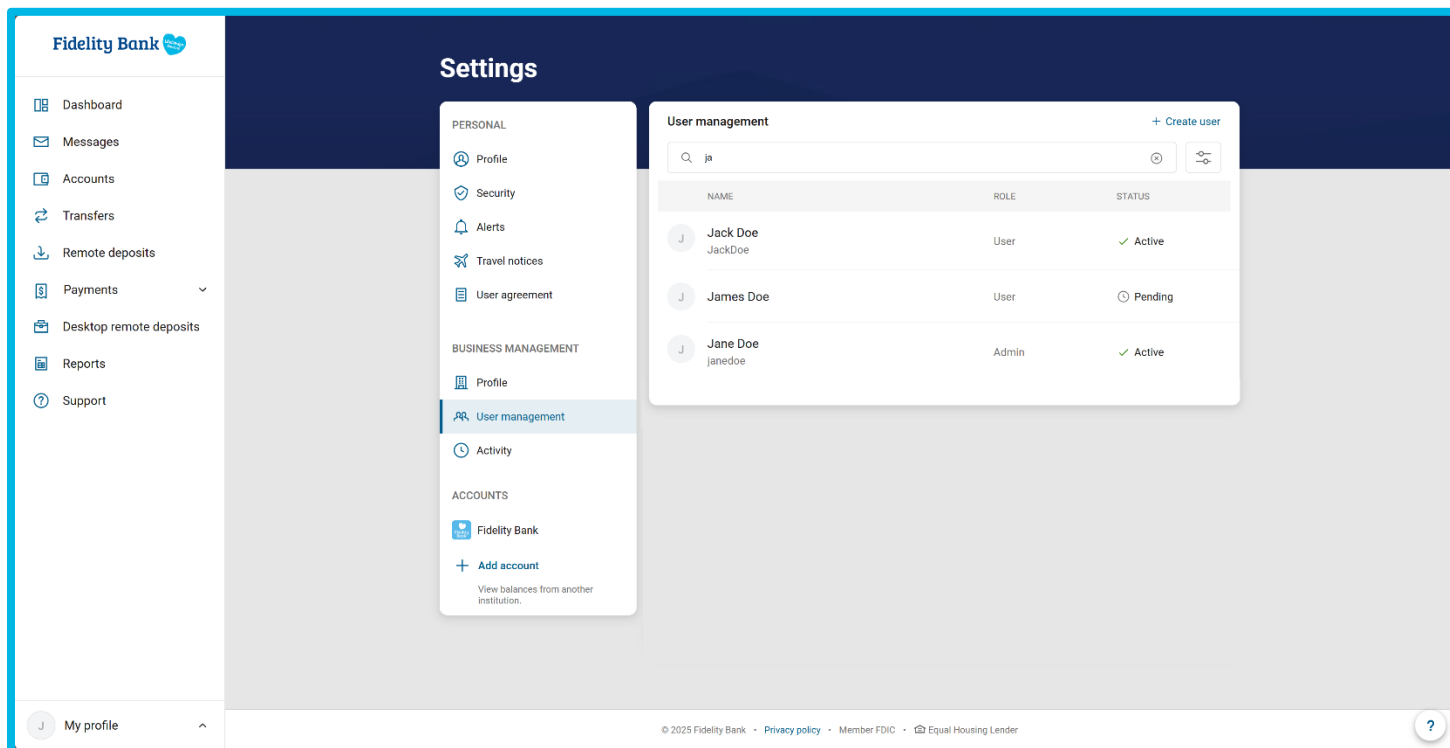 Fidelity Bank
Dashboard
Messages
Accounts
Transfers
Remote deposits
Payments
Desktop remote deposits
Reports
Support
J
My profile
Settings
PERSONAL
Profile
Security
Alerts
Travel notices
User agreement
BUSINESS MANAGEMENT
Profile
User management
Activity
ACCOUNTS
Fidelity Bank
+ Add account
View balances from another
institution.
User management
+ Create user
ja
NAME ROLE STATUS
J
Jack Doe
JackDoe
User
Active
J
James Doe
User
Pending
J
Jane Doe
janedoe
Admin
Active
© 2025 Fidelity Bank • Privacy policy • Member FDIC • Equal Housing Lender
?